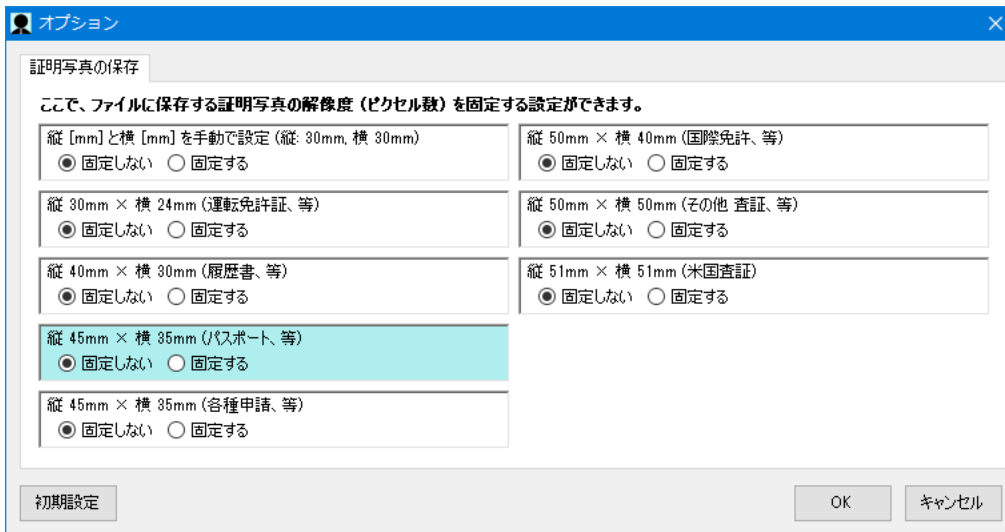 オプション
証明写真の保存
ここで、ファイルに保存する証明写真の解像度（ピクセル数）を固定する設定ができます。
縦 [mm] と横 [mm] を手動で設定 (縦: 30mm, 横 30mm)
固定しない 固定する
縦 30mm × 横 24mm (運転免許証、等)
固定しない 固定する
縦 40mm × 横 30mm (履歴書、等)
固定しない 固定する
縦 45mm × 横 35mm (パスポート、等)
固定しない 固定する
縦 45mm × 横 35mm (各種申請、等)
固定しない 固定する
縦 50mm × 横 40mm (国際免許、等)
固定しない 固定する
縦 50mm × 横 50mm (その他 査証、等)
固定しない 固定する
縦 51mm × 横 51mm (米国査証)
固定しない 固定する
初期設定
OK
キャンセル